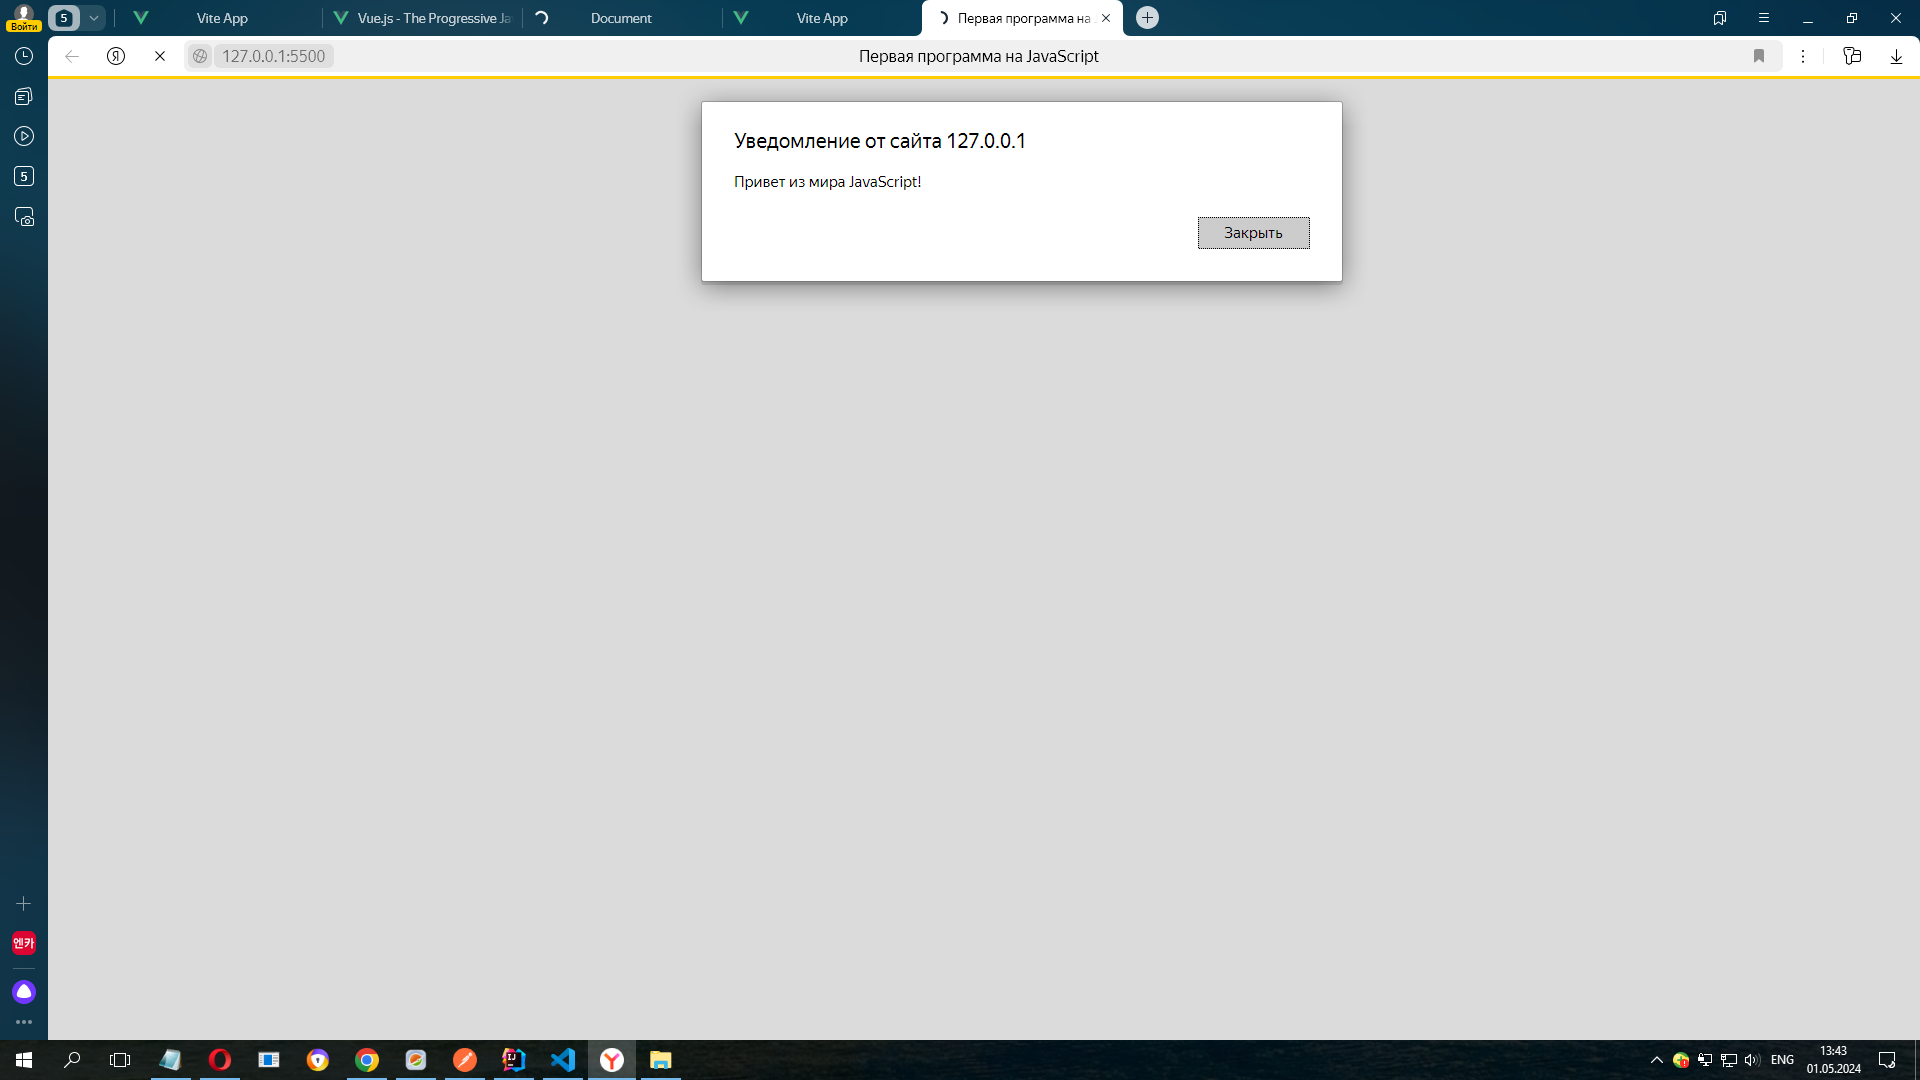 Войти
5
Vite App
Vue.js - The Progressive Ja
Document
Vite App
Первая программа на
Я
127.0.0.1:5500
Первая программа на JavaScript
5
Уведомление от сайта 127.0.0.1
Привет из мира JavaScript!
Закрыть
엔카
IJ
Y
ENG
13:43
01.05.2024